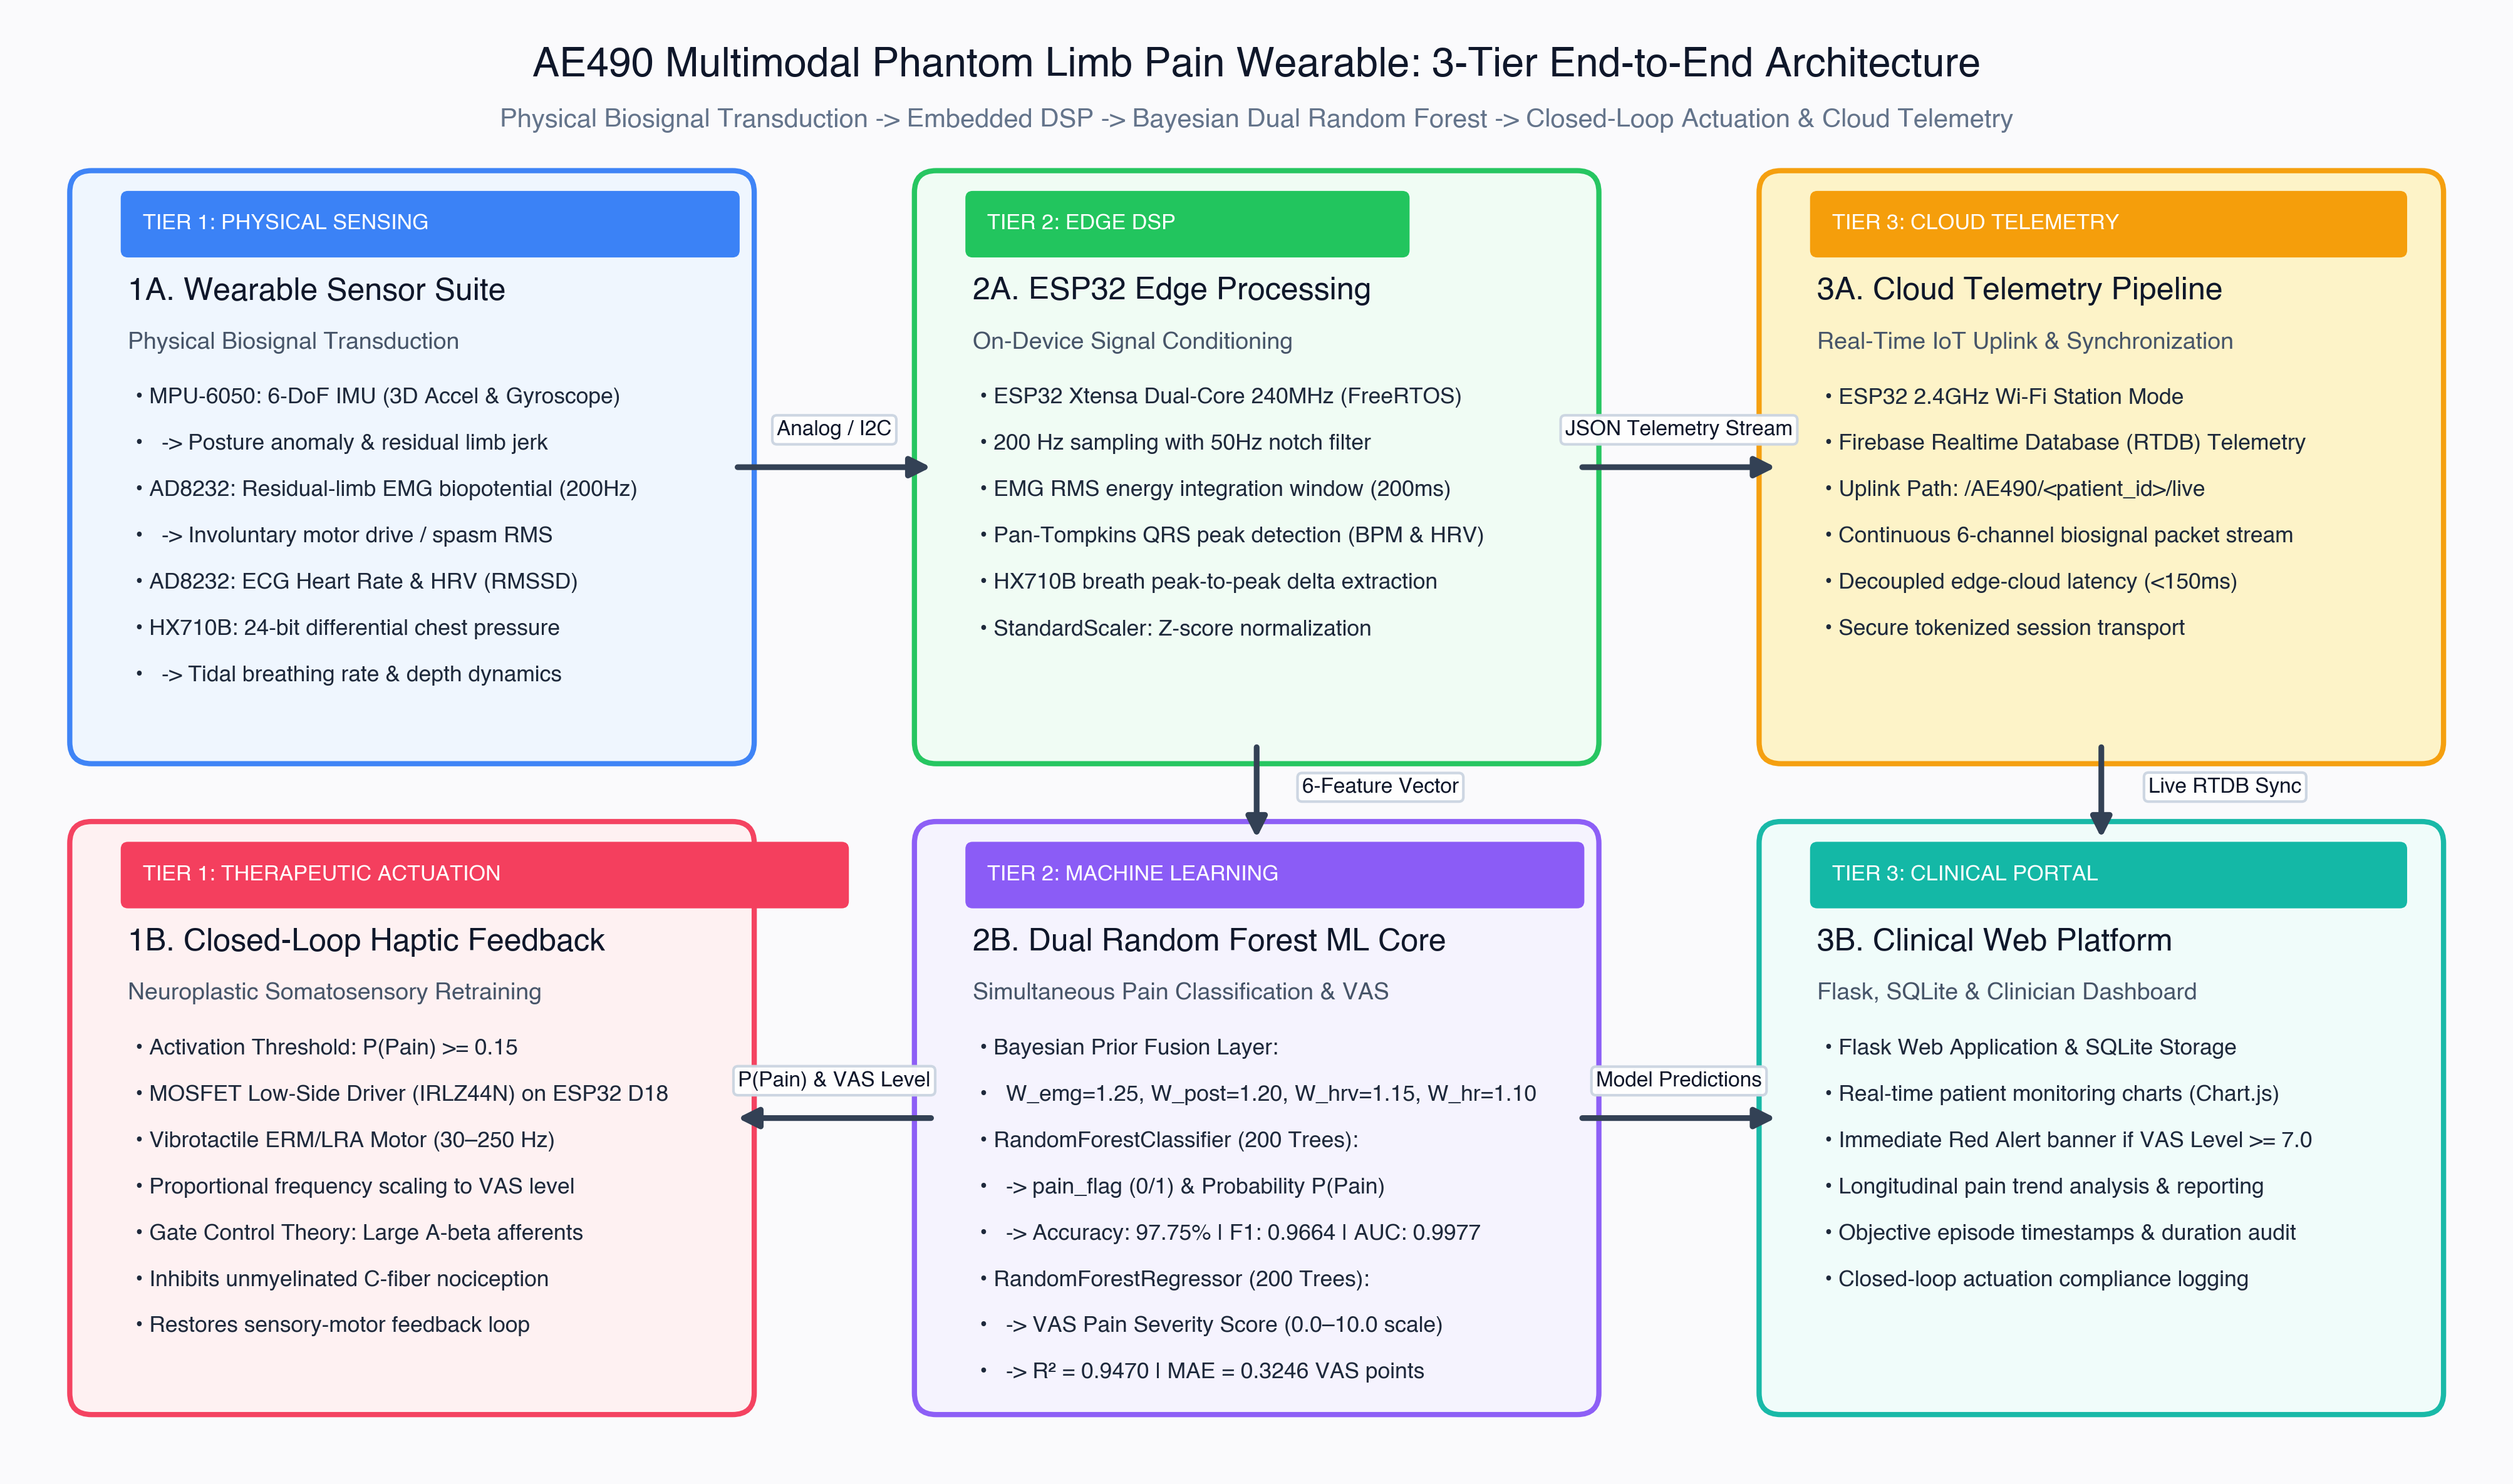 AE490 Multimodal Phantom Limb Pain Wearable: 3-Tier End-to-End Architecture
Physical Biosignal Transduction -> Embedded DSP -> Bayesian Dual Random Forest -> Closed-Loop Actuation & Cloud Telemetry
TIER 1: PHYSICAL SENSING
1A. Wearable Sensor Suite
Physical Biosignal Transduction
• MPU-6050: 6-DoF IMU (3D Accel & Gyroscope)
• -> Posture anomaly & residual limb jerk
• AD8232: Residual-limb EMG biopotential (200Hz)
• -> Involuntary motor drive / spasm RMS
• AD8232: ECG Heart Rate & HRV (RMSSD)
• HX710B: 24-bit differential chest pressure
• -> Tidal breathing rate & depth dynamics
Analog / I2C
TIER 2: EDGE DSP
2A. ESP32 Edge Processing
On-Device Signal Conditioning
• ESP32 Xtensa Dual-Core 240MHz (FreeRTOS)
• 200 Hz sampling with 50Hz notch filter
• EMG RMS energy integration window (200ms)
• Pan-Tompkins QRS peak detection (BPM & HRV)
• HX710B breath peak-to-peak delta extraction
• StandardScaler: Z-score normalization
JSON Telemetry Stream
TIER 3: CLOUD TELEMETRY
3A. Cloud Telemetry Pipeline
Real-Time IoT Uplink & Synchronization
• ESP32 2.4GHz Wi-Fi Station Mode
• Firebase Realtime Database (RTDB) Telemetry
• Uplink Path: /AE490/<patient_id>/live
• Continuous 6-channel biosignal packet stream
• Decoupled edge-cloud latency (<150ms)
• Secure tokenized session transport
6-Feature Vector
Live RTDB Sync
TIER 1: THERAPEUTIC ACTUATION
1B. Closed-Loop Haptic Feedback
Neuroplastic Somatosensory Retraining
• Activation Threshold: P(Pain) >= 0.15
• MOSFET Low-Side Driver (IRLZ44N) on ESP32 D18
• Vibrotactile ERM/LRA Motor (30–250 Hz)
• Proportional frequency scaling to VAS level
• Gate Control Theory: Large A-beta afferents
• Inhibits unmyelinated C-fiber nociception
• Restores sensory-motor feedback loop
P(Pain) & VAS Level
TIER 2: MACHINE LEARNING
2B. Dual Random Forest ML Core
Simultaneous Pain Classification & VAS
• Bayesian Prior Fusion Layer:
• W_emg=1.25, W_post=1.20, W_hrv=1.15, W_hr=1.10
• RandomForestClassifier (200 Trees):
• -> pain_flag (0/1) & Probability P(Pain)
• -> Accuracy: 97.75% | F1: 0.9664 | AUC: 0.9977
• RandomForestRegressor (200 Trees):
• -> VAS Pain Severity Score (0.0–10.0 scale)
• -> R² = 0.9470 | MAE = 0.3246 VAS points
Model Predictions
TIER 3: CLINICAL PORTAL
3B. Clinical Web Platform
Flask, SQLite & Clinician Dashboard
• Flask Web Application & SQLite Storage
• Real-time patient monitoring charts (Chart.js)
• Immediate Red Alert banner if VAS Level >= 7.0
• Longitudinal pain trend analysis & reporting
• Objective episode timestamps & duration audit
• Closed-loop actuation compliance logging